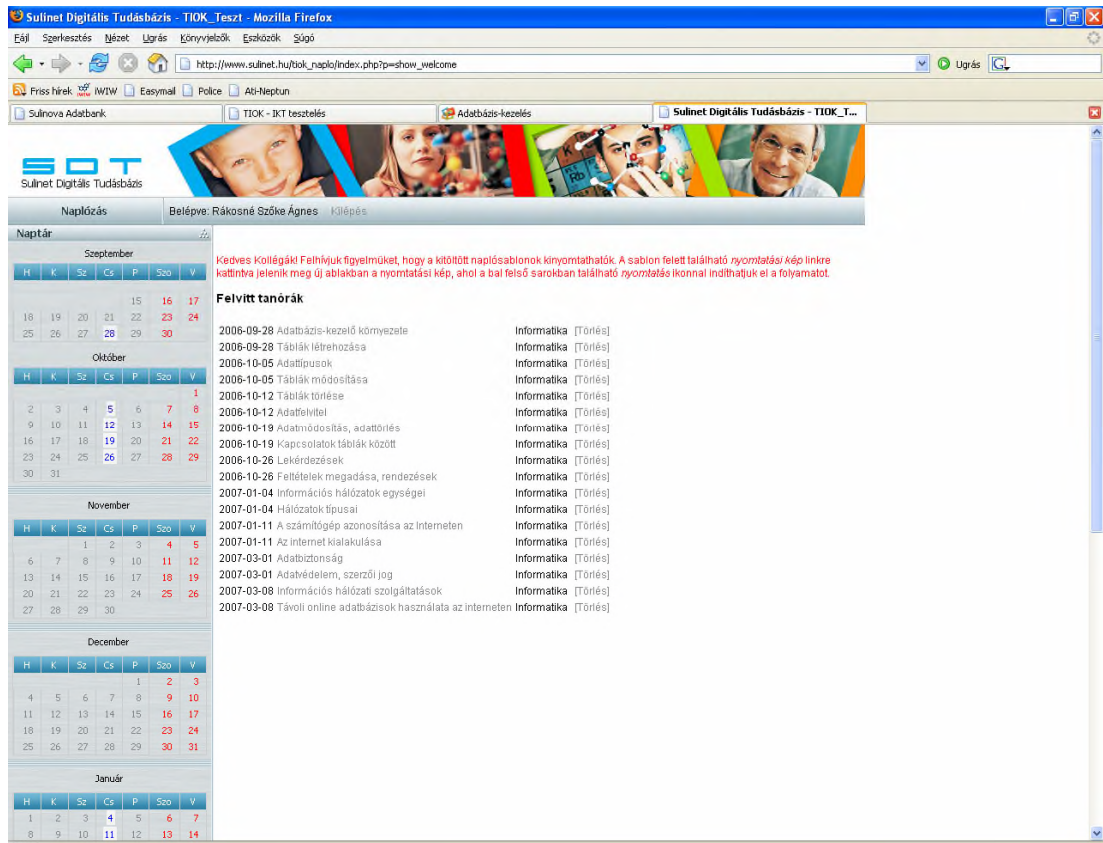 Sulinet Digitális Tudásbázis - TIOK_Teszt - Mozilla Firefox
Fájl Szerkesztés Nézet Ugrás Könyvjelzők Eszközök Súgó
http://www.sulinet.hu/tiok_naplo/index.php?p=show_welcome Ugrás
Friss hírek iWIW Easymail Police Ati-Neptun
Sulinova Adatbank TIOK - IKT tesztelés Adatbázis-kezelés Sulinet Digitális Tudásbázis - TIOK_T...
SDT
Sulinet Digitális Tudásbázis
Naplózás Belépve: Rákosné Szőke Ágnes Kilépés
Naptár
Szeptember
H K Sz Cs P Szo V
15 16 17
18 19 20 21 22 23 24
25 26 27 28 29 30
Október
H K Sz Cs P Szo V
1
2 3 4 5 6 7 8
9 10 11 12 13 14 15
16 17 18 19 20 21 22
23 24 25 26 27 28 29
30 31
November
H K Sz Cs P Szo V
1 2 3 4 5
6 7 8 9 10 11 12
13 14 15 16 17 18 19
20 21 22 23 24 25 26
27 28 29 30
December
H K Sz Cs P Szo V
1 2 3
4 5 6 7 8 9 10
11 12 13 14 15 16 17
18 19 20 21 22 23 24
25 26 27 28 29 30 31
Január
H K Sz Cs P Szo V
1 2 3 4 5 6 7
8 9 10 11 12 13 14
Kedves Kollégák! Felhívjuk figyelmüket, hogy a kitöltött naplósablonok kinyomtathatók. A sablon felett található nyomtatási kép linkre
kattintva jelenik meg új ablakban a nyomtatási kép, ahol a bal felső sarokban található nyomtatás ikonnal indíthatjuk el a folyamatot.
Felvitt tanórák
2006-09-28 Adatbázis-kezelő környezete Informatika [Törlés]
2006-09-28 Táblák létrehozása Informatika [Törlés]
2006-10-05 Adattípusok Informatika [Törlés]
2006-10-05 Táblák módosítása Informatika [Törlés]
2006-10-12 Táblák törlése Informatika [Törlés]
2006-10-12 Adatfelvitel Informatika [Törlés]
2006-10-19 Adatmódosítás, adattörlés Informatika [Törlés]
2006-10-19 Kapcsolatok táblák között Informatika [Törlés]
2006-10-26 Lekérdezések Informatika [Törlés]
2006-10-26 Feltételek megadása, rendezések Informatika [Törlés]
2007-01-04 Információs hálózatok egységei Informatika [Törlés]
2007-01-04 Hálózatok típusai Informatika [Törlés]
2007-01-11 A számítógép azonosítása az Interneten Informatika [Törlés]
2007-01-11 Az internet kialakulása Informatika [Törlés]
2007-03-01 Adatbiztonság Informatika [Törlés]
2007-03-01 Adatvédelem, szerzői jog Informatika [Törlés]
2007-03-08 Információs hálózati szolgáltatások Informatika [Törlés]
2007-03-08 Távoli online adatbázisok használata az interneten Informatika [Törlés]